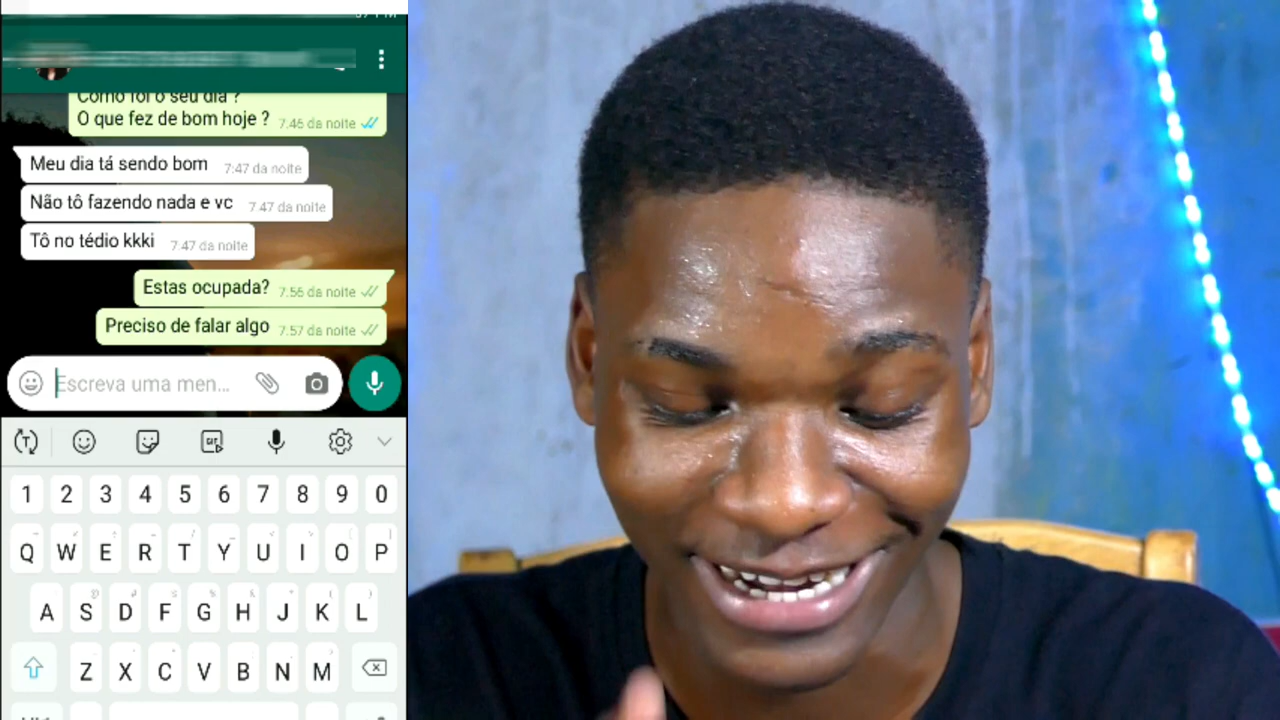 Como foi o seu dia ?
O que fez de bom hoje ? 7.46 da noite
Meu dia tá sendo bom 7:47 da noite
Não tô fazendo nada e vc 7.47 da noite
Tô no tédio kkki 7:47 da noite
Estas ocupada? 7.56 da noite
Preciso de falar algo 7.57 da noite
Escreva uma men...
T GIF
1 2 3 4 5 6 7 8 9 0
Q W E R T Y U I O P
A S D F G H J K L
Z X C V B N M